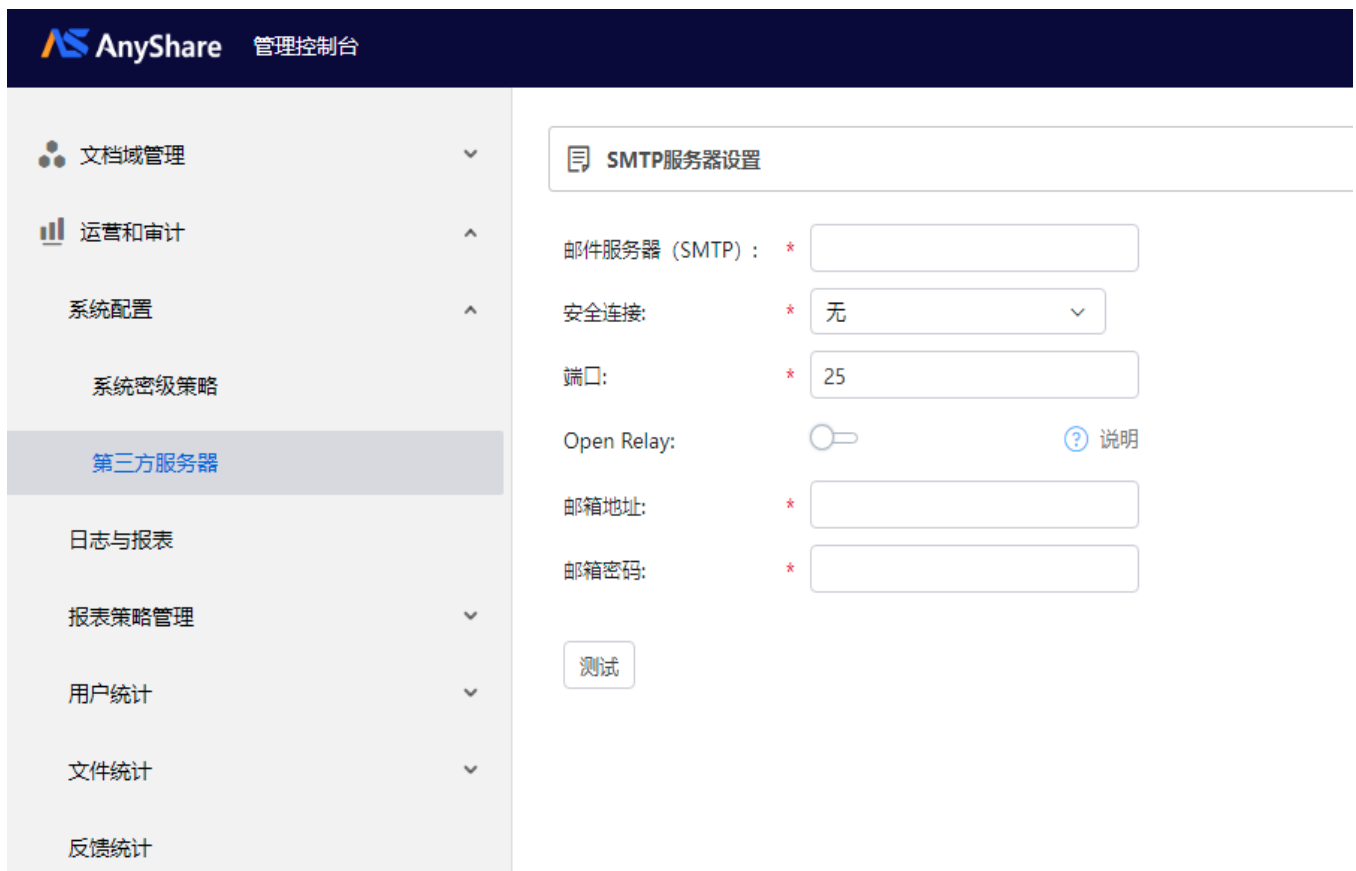 AnyShare 管理控制台
文档域管理
运营和审计
系统配置
系统密级策略
第三方服务器
日志与报表
报表策略管理
用户统计
文件统计
反馈统计
SMTP服务器设置
邮件服务器（SMTP）: *
安全连接: * 无
端口: * 25
Open Relay: ? 说明
邮箱地址: *
邮箱密码: *
测试